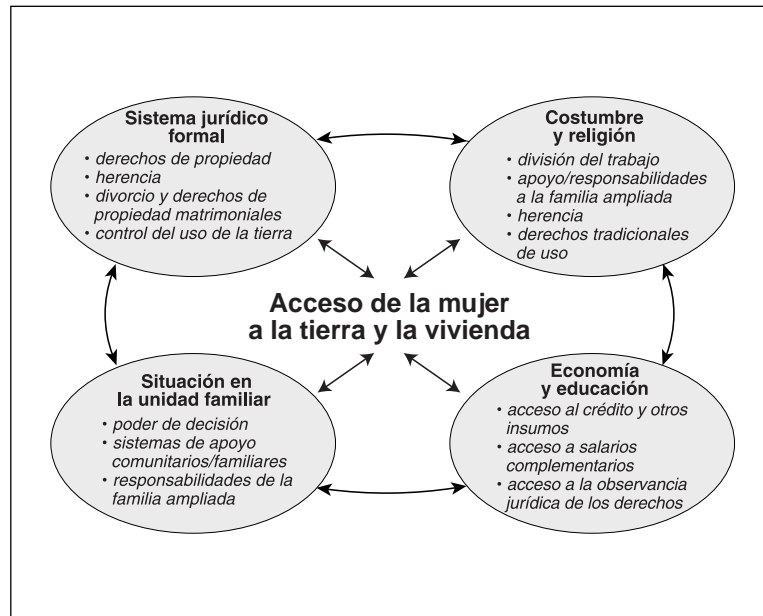 Sistema jurídico
formal
• derechos de propiedad
• herencia
• divorcio y derechos de
propiedad matrimoniales
• control del uso de la tierra
Costumbre
y religión
• división del trabajo
• apoyo/responsabilidades
a la familia ampliada
• herencia
• derechos tradicionales
de uso
Acceso de la mujer
a la tierra y la vivienda
Situación en
la unidad familiar
• poder de decisión
• sistemas de apoyo
comunitarios/familiares
• responsabilidades de la
familia ampliada
Economía
y educación
• acceso al crédito y otros
insumos
• acceso a salarios
complementarios
• acceso a la observancia
jurídica de los derechos